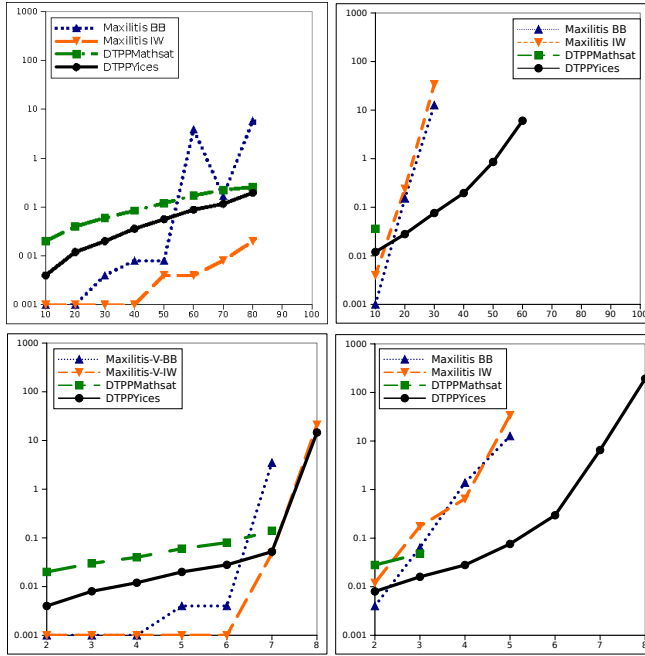 1000
100
10
1
0.1
0 01
0 001
10 20 30 40 50 60 70 80 90 100
Maxilitis BB
Maxilitis IW
DTPPMathsat
DTPPYices
1000
100
10
1
0.1
0.01
0.001
10 20 30 40 50 60 70 80 90 100
Maxilitis BB
Maxilitis IW
DTPPMathsat
DTPPYices
1000
100
10
1
0.1
0.01
0.001
2 3 4 5 6 7 8
Maxilitis-V-BB
Maxilitis-V-IW
DTPPMathsat
DTPPYices
1000
100
10
1
0.1
0.01
0.001
2 3 4 5 6 7 8
Maxilitis BB
Maxilitis IW
DTPPMathsat
DTPPYices